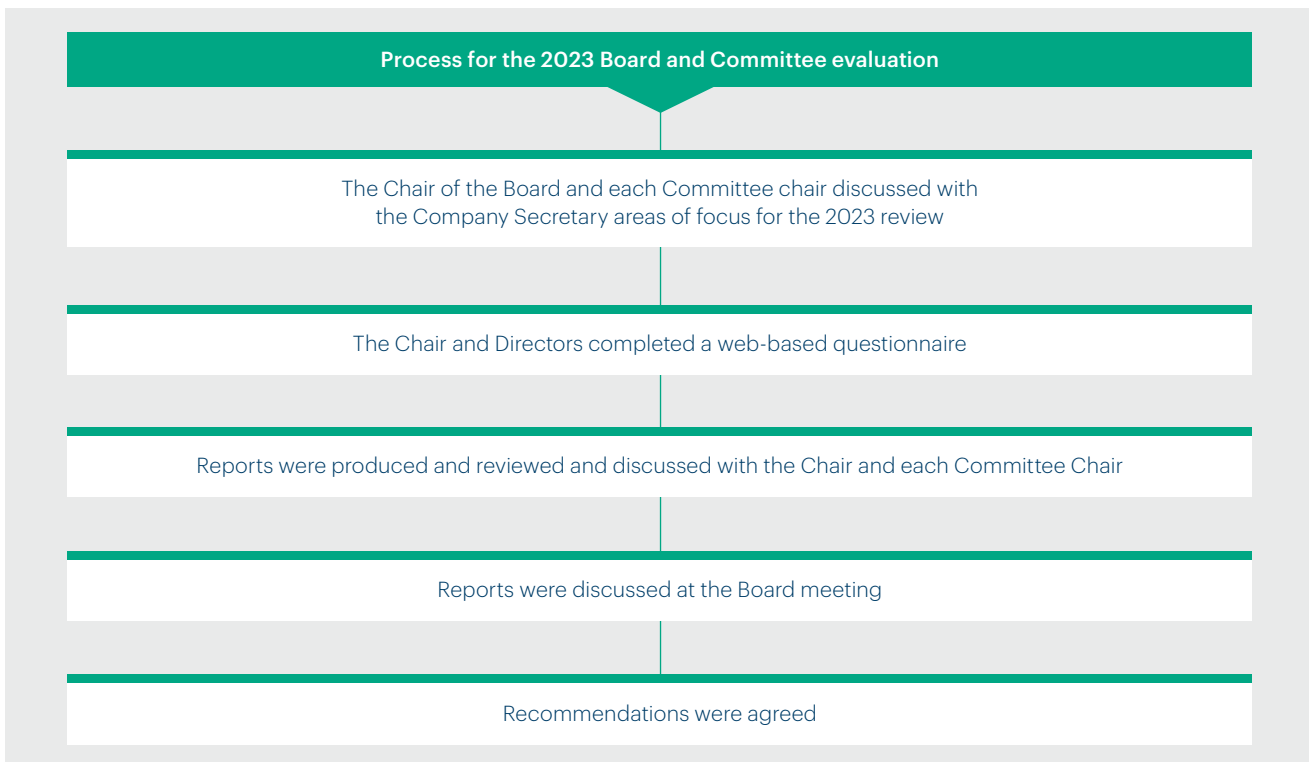 Process for the 2023 Board and Committee evaluation
The Chair of the Board and each Committee chair discussed with
the Company Secretary areas of focus for the 2023 review
The Chair and Directors completed a web-based questionnaire
Reports were produced and reviewed and discussed with the Chair and each Committee Chair
Reports were discussed at the Board meeting
Recommendations were agreed